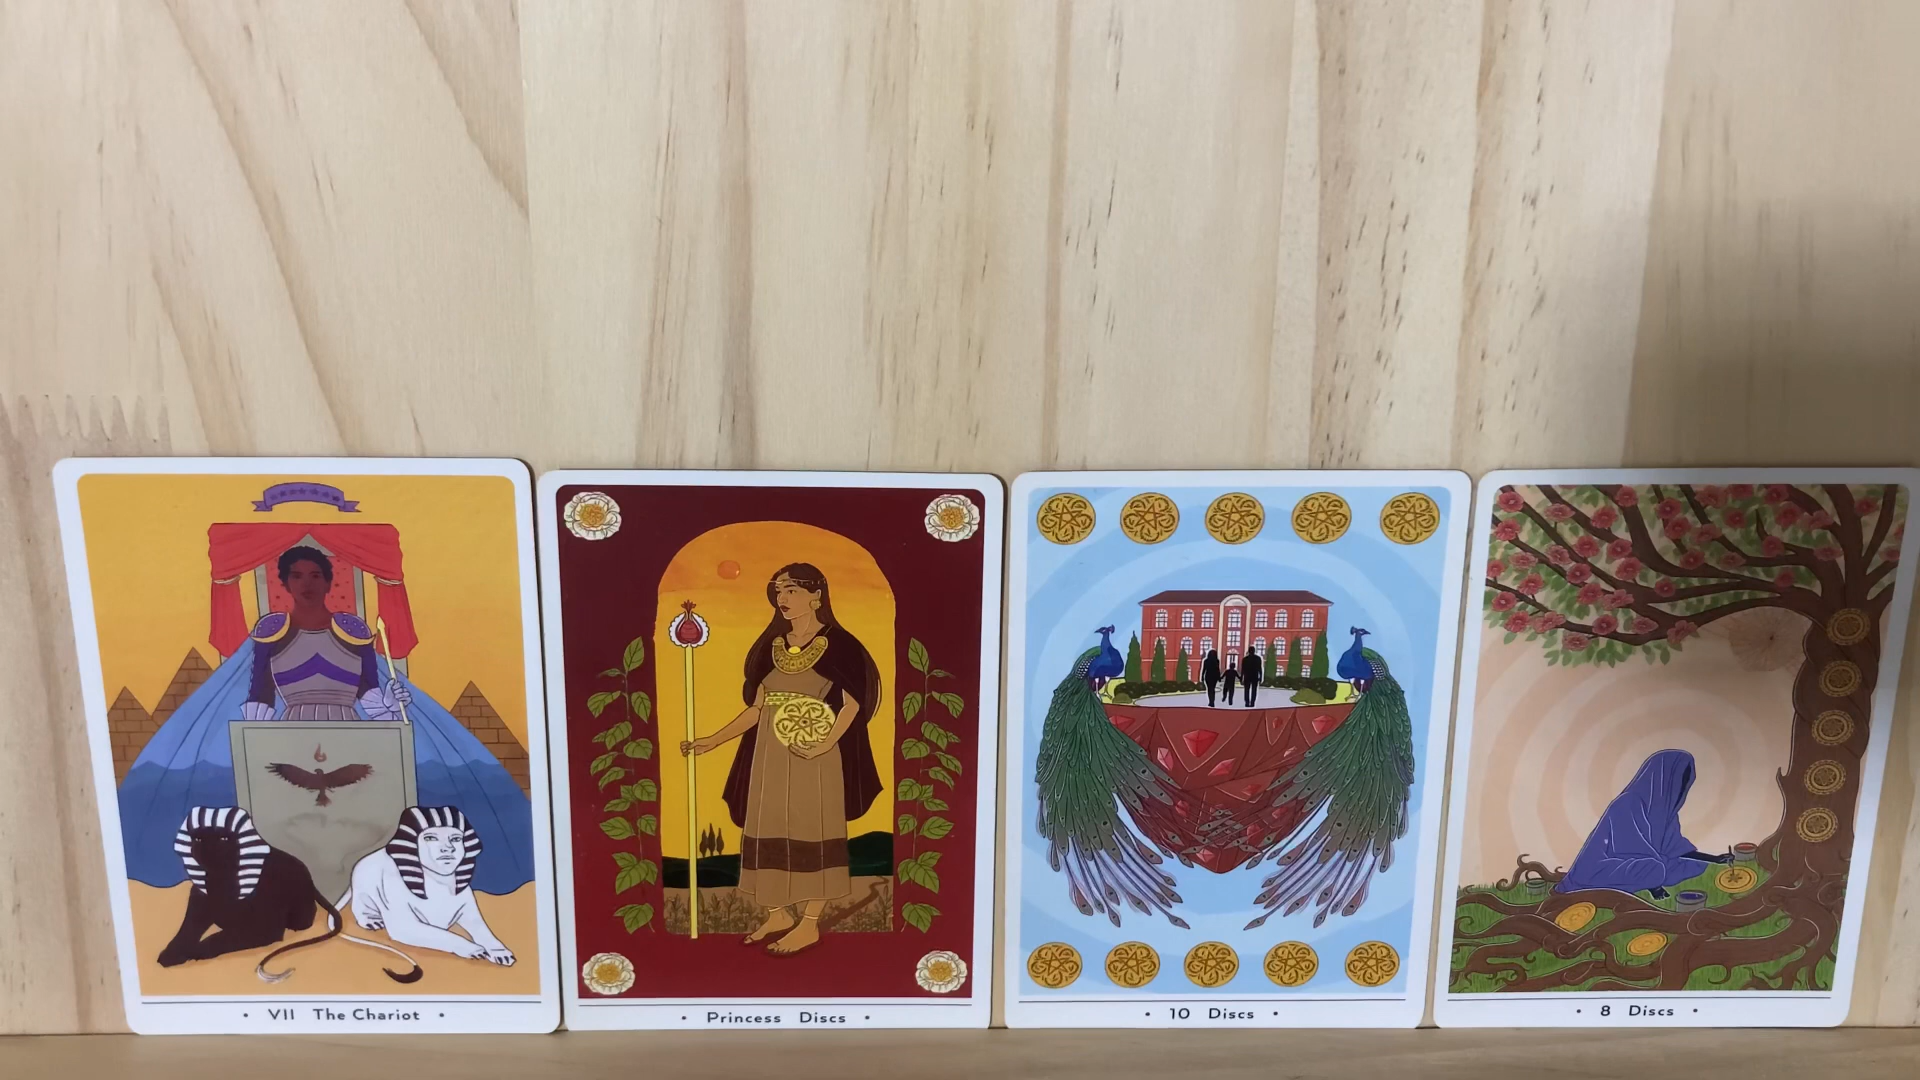 • VII The Chariot •
• Princess Discs •
• 10 Discs •
• 8 Discs •